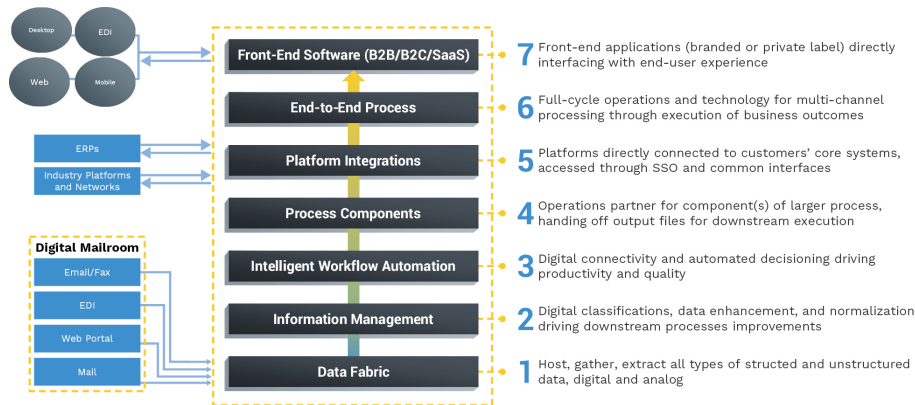 Desktop
EDI
Web
Mobile
Front-End Software (B2B/B2C/SaaS)
7
Front-end applications (branded or private label) directly
interfacing with end-user experience
End-to-End Process
6
Full-cycle operations and technology for multi-channel
processing through execution of business outcomes
ERPs
Industry Platforms
and Networks
Platform Integrations
5
Platforms directly connected to customers' core systems,
accessed through SSO and common interfaces
Process Components
4
Operations partner for component(s) of larger process,
handing off output files for downstream execution
Digital Mailroom
Email/Fax
EDI
Web Portal
Mail
Intelligent Workflow Automation
3
Digital connectivity and automated decisioning driving
productivity and quality
Information Management
2
Digital classifications, data enhancement, and normalization
driving downstream processes improvements
Data Fabric
1
Host, gather, extract all types of structed and unstructured
data, digital and analog